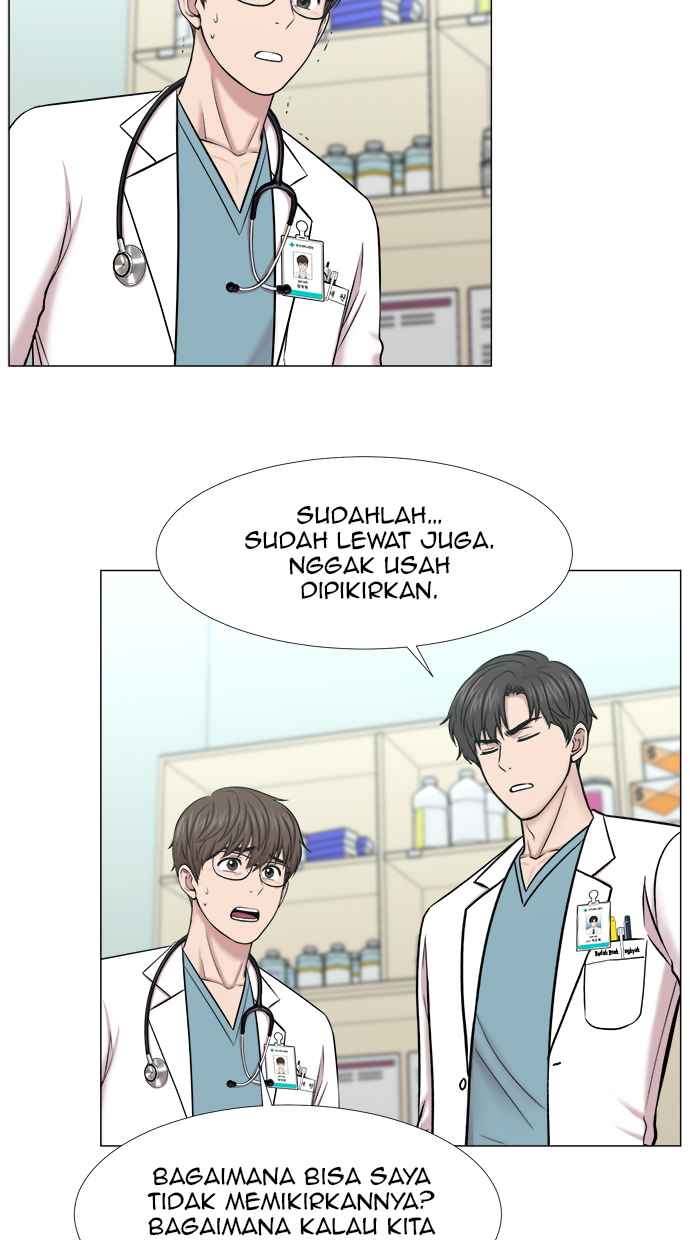 SUDAHLAH...
SUDAH LEWAT JUGA.
NGGAK USAH
DIPIKIRKAN.
BAGAIMANA BISA SAYA
TIDAK MEMIKIRKANNYA?
BAGAIMANA KALAU KITA